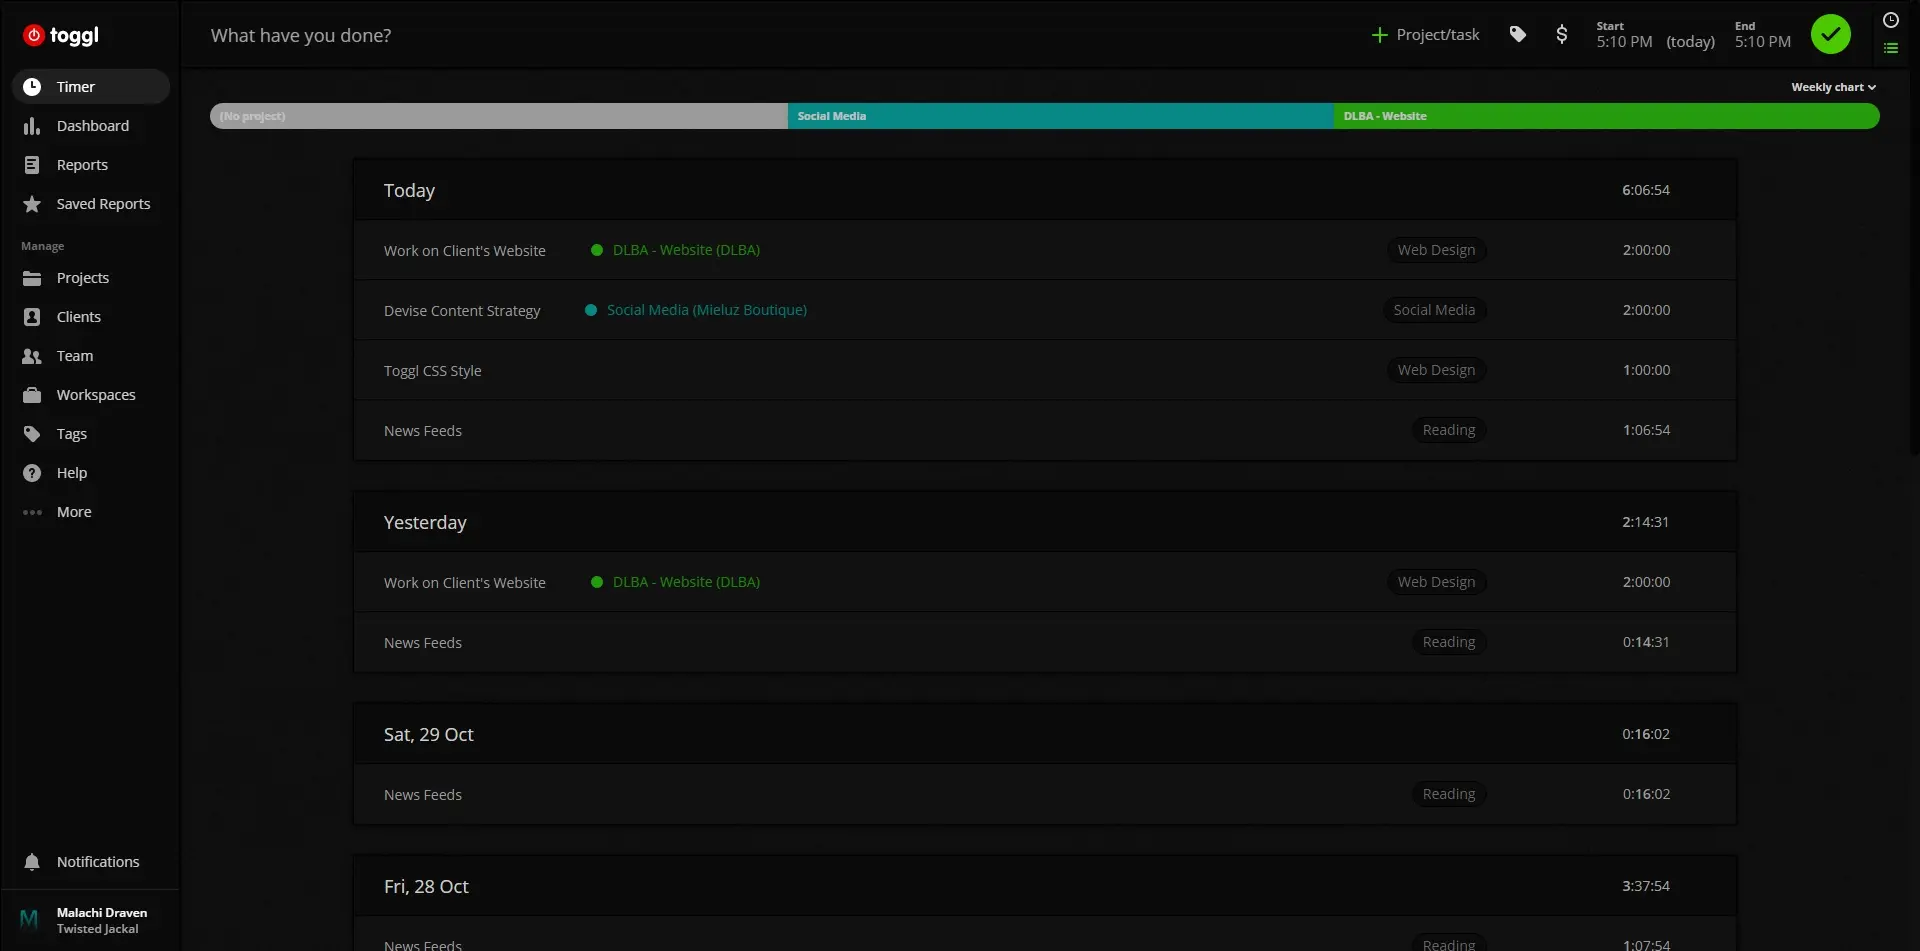 toggl
What have you done?
Project/task
$
Start
5:10 PM
(today)
End
5:10 PM
Timer
Dashboard
Reports
Saved Reports
Manage
Projects
Clients
Team
Workspaces
Tags
Help
More
Notifications
Malachi Draven
Twisted Jackal
Weekly chart
(No project)
Social Media
DLBA - Website
Today 6:06:54
Work on Client's Website DLBA - Website (DLBA) Web Design 2:00:00
Devise Content Strategy Social Media (Mieluz Boutique) Social Media 2:00:00
Toggl CSS Style Web Design 1:00:00
News Feeds Reading 1:06:54
Yesterday 2:14:31
Work on Client's Website DLBA - Website (DLBA) Web Design 2:00:00
News Feeds Reading 0:14:31
Sat, 29 Oct 0:16:02
News Feeds Reading 0:16:02
Fri, 28 Oct 3:37:54
News Feeds Reading 1:07:54